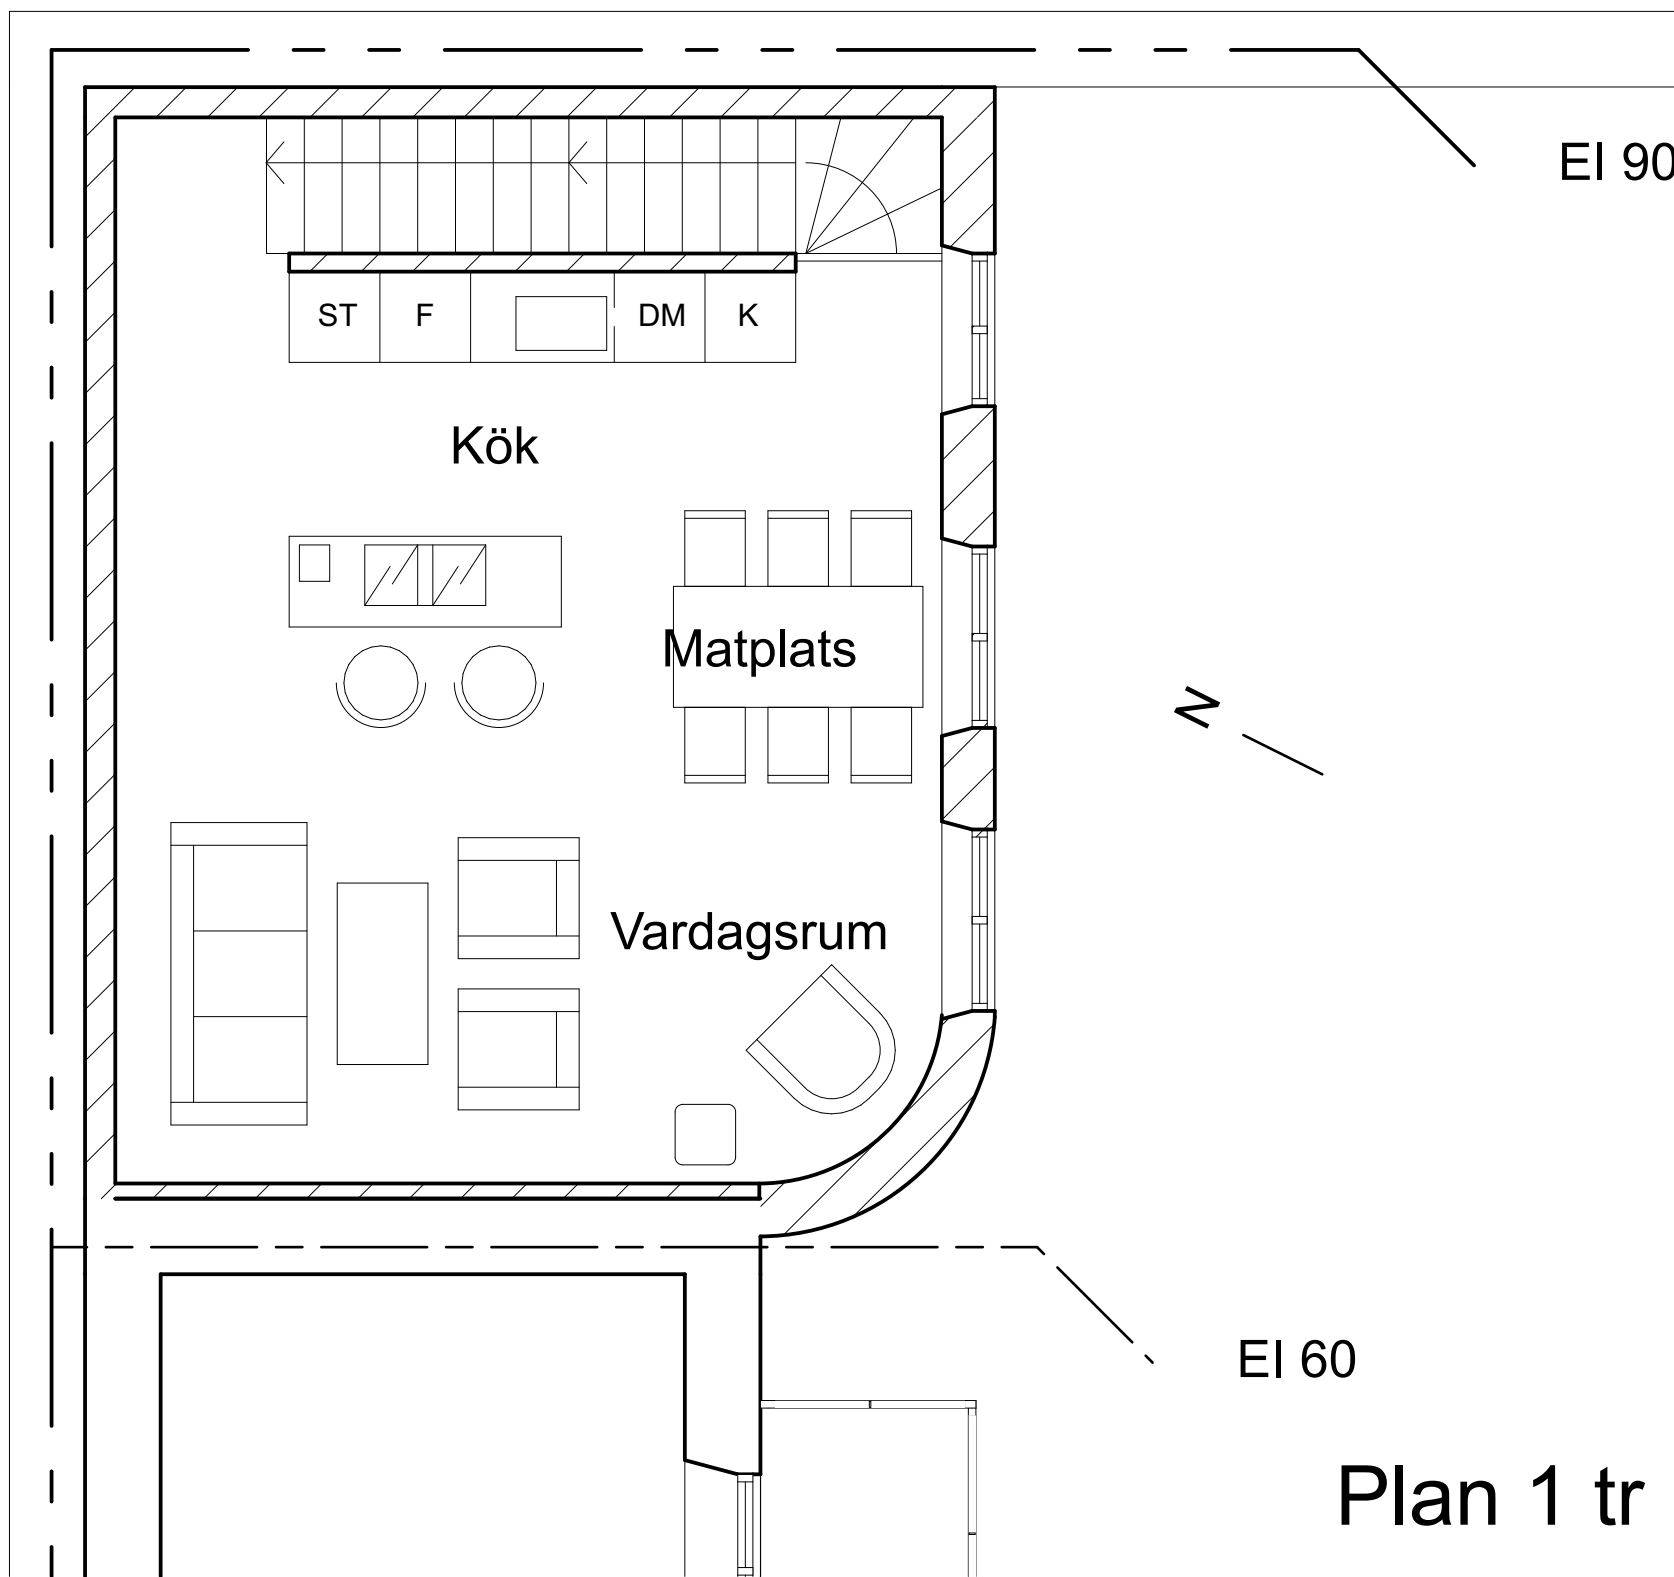 EI 90
ST F DM K
Kök
Matplats
N
Vardagsrum
EI 60
Plan 1 tr